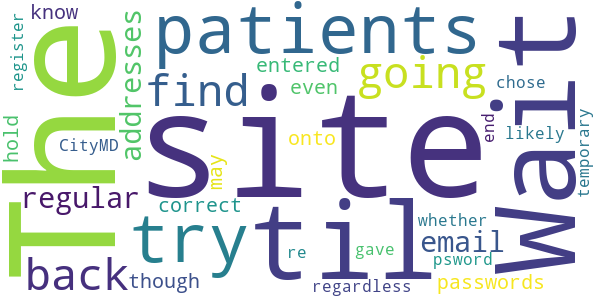 The
site
Wait
patients
til
try
find
going
back
email
regular
addresses
know
register
entered
even
chose
hold
CityMD
onto
end
likely
temporary
may
correct
whether
though
re
gave
psword
regardless
passwords